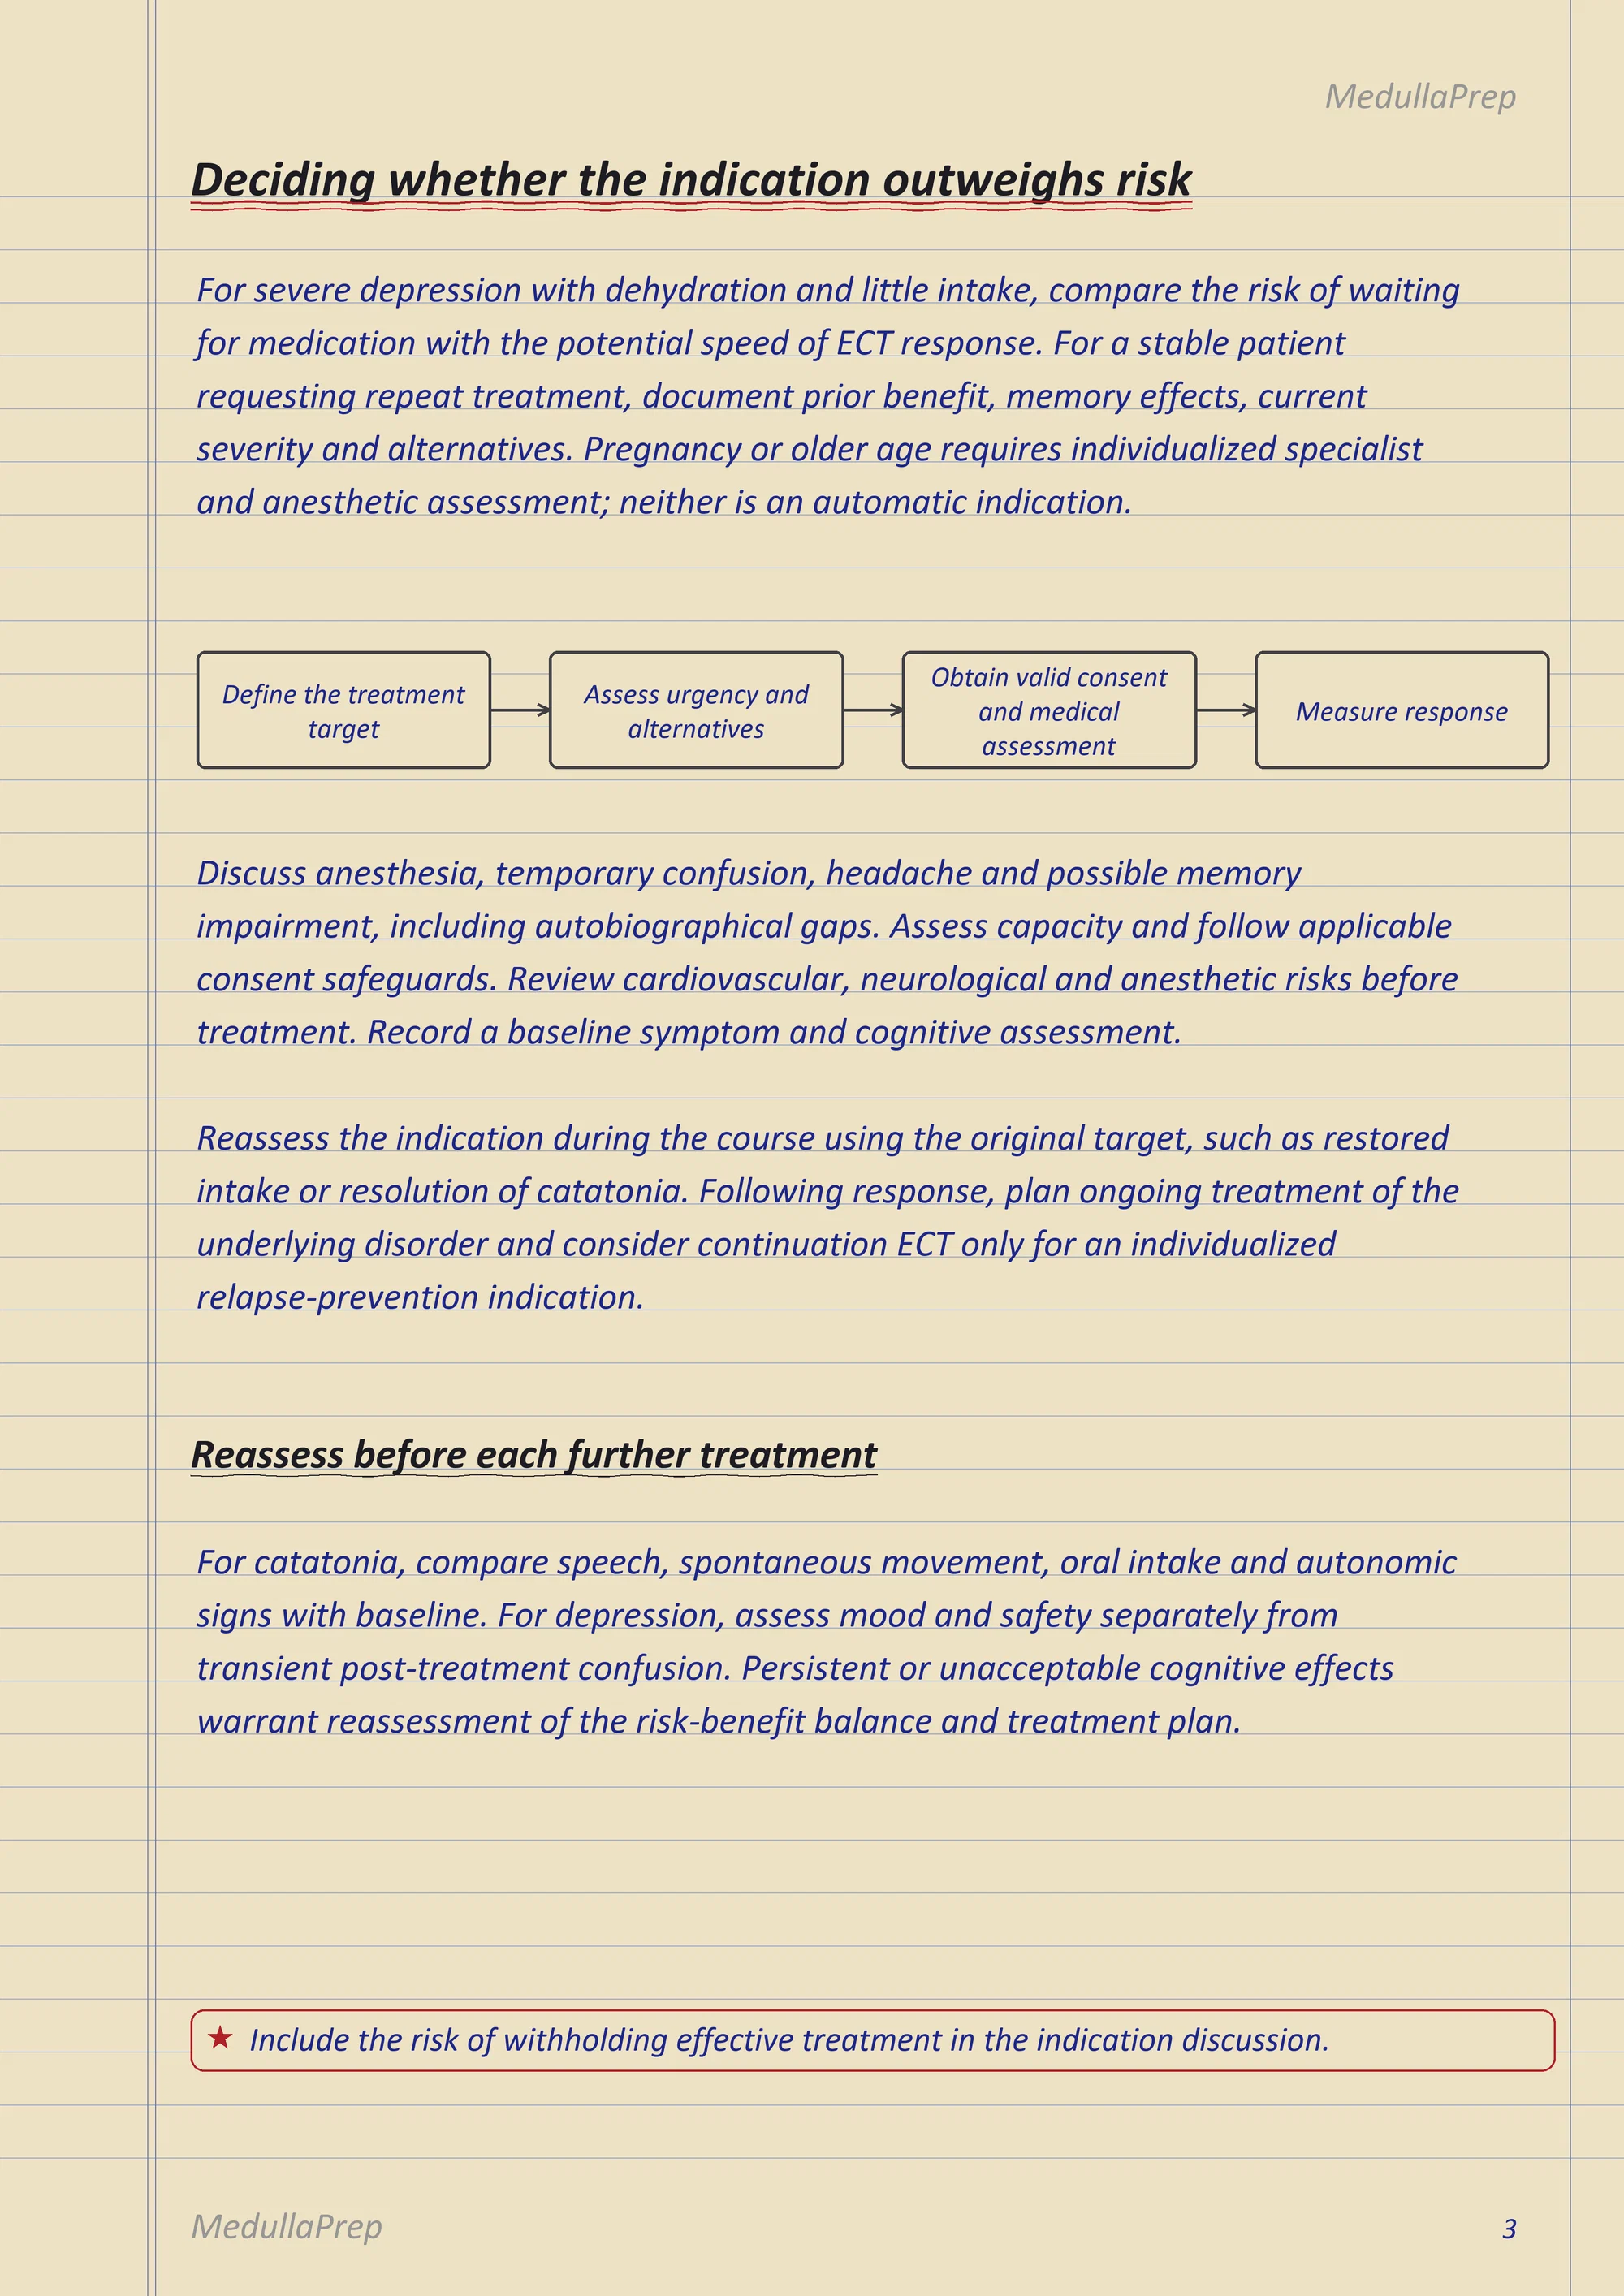 MedullaPrep
Deciding whether the indication outweighs risk
For severe depression with dehydration and little intake, compare the risk of waiting
for medication with the potential speed of ECT response. For a stable patient
requesting repeat treatment, document prior benefit, memory effects, current
severity and alternatives. Pregnancy or older age requires individualized specialist
and anesthetic assessment; neither is an automatic indication.
Define the treatment
target
Assess urgency and
alternatives
Obtain valid consent
and medical
assessment
Measure response
Discuss anesthesia, temporary confusion, headache and possible memory
impairment, including autobiographical gaps. Assess capacity and follow applicable
consent safeguards. Review cardiovascular, neurological and anesthetic risks before
treatment. Record a baseline symptom and cognitive assessment.
Reassess the indication during the course using the original target, such as restored
intake or resolution of catatonia. Following response, plan ongoing treatment of the
underlying disorder and consider continuation ECT only for an individualized
relapse-prevention indication.
Reassess before each further treatment
For catatonia, compare speech, spontaneous movement, oral intake and autonomic
signs with baseline. For depression, assess mood and safety separately from
transient post-treatment confusion. Persistent or unacceptable cognitive effects
warrant reassessment of the risk-benefit balance and treatment plan.
★ Include the risk of withholding effective treatment in the indication discussion.
MedullaPrep
3